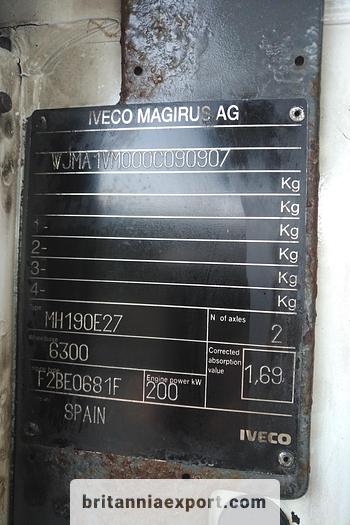 IVECO MAGIRUS AG
WJMA1VM000C090907
Kg
Kg
1- Kg
2- Kg
3- Kg
4- Kg
Type MH190E27 N of axles 2
6300 Corrected absorption value 1,69
F2BE0681F Engine power kW 200
SPAIN
IVECO
britanniaexport.com